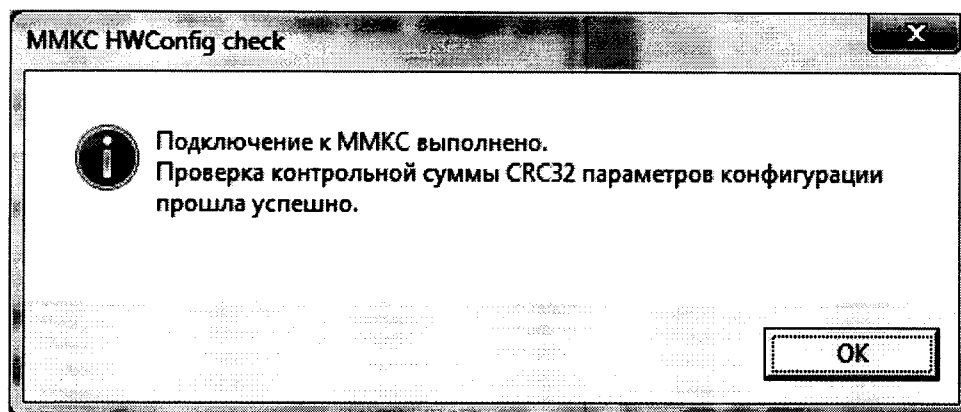 ММКС HWConfig check
Подключение к ММКС выполнено.
Проверка контрольной суммы CRC32 параметров конфигурации
прошла успешно.
OK